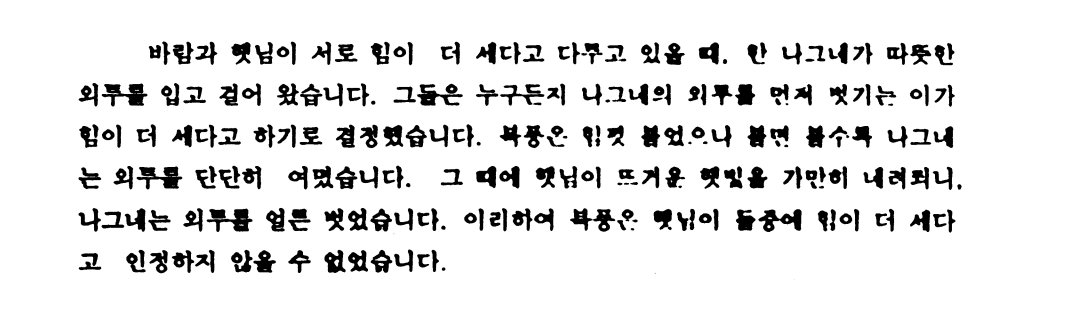 바람과 햇님이 서로 힘이 더 세다고 다투고 있을 때, 한 나그네가 따뜻한
외투를 입고 걸어 왔습니다. 그들은 누구든지 나그네의 외투를 먼저 벗기는 이가
힘이 더 세다고 하기로 결정했습니다. 북풍은 힘껏 불었으나 불면 불수록 나그네
는 외투를 단단히 여몄습니다. 그 때에 햇님이 뜨거운 햇빛을 가만히 내려쬐니,
나그네는 외투를 얼른 벗었습니다. 이리하여 북풍은 햇님이 둘중에 힘이 더 세다
고 인정하지 않을 수 없었습니다.